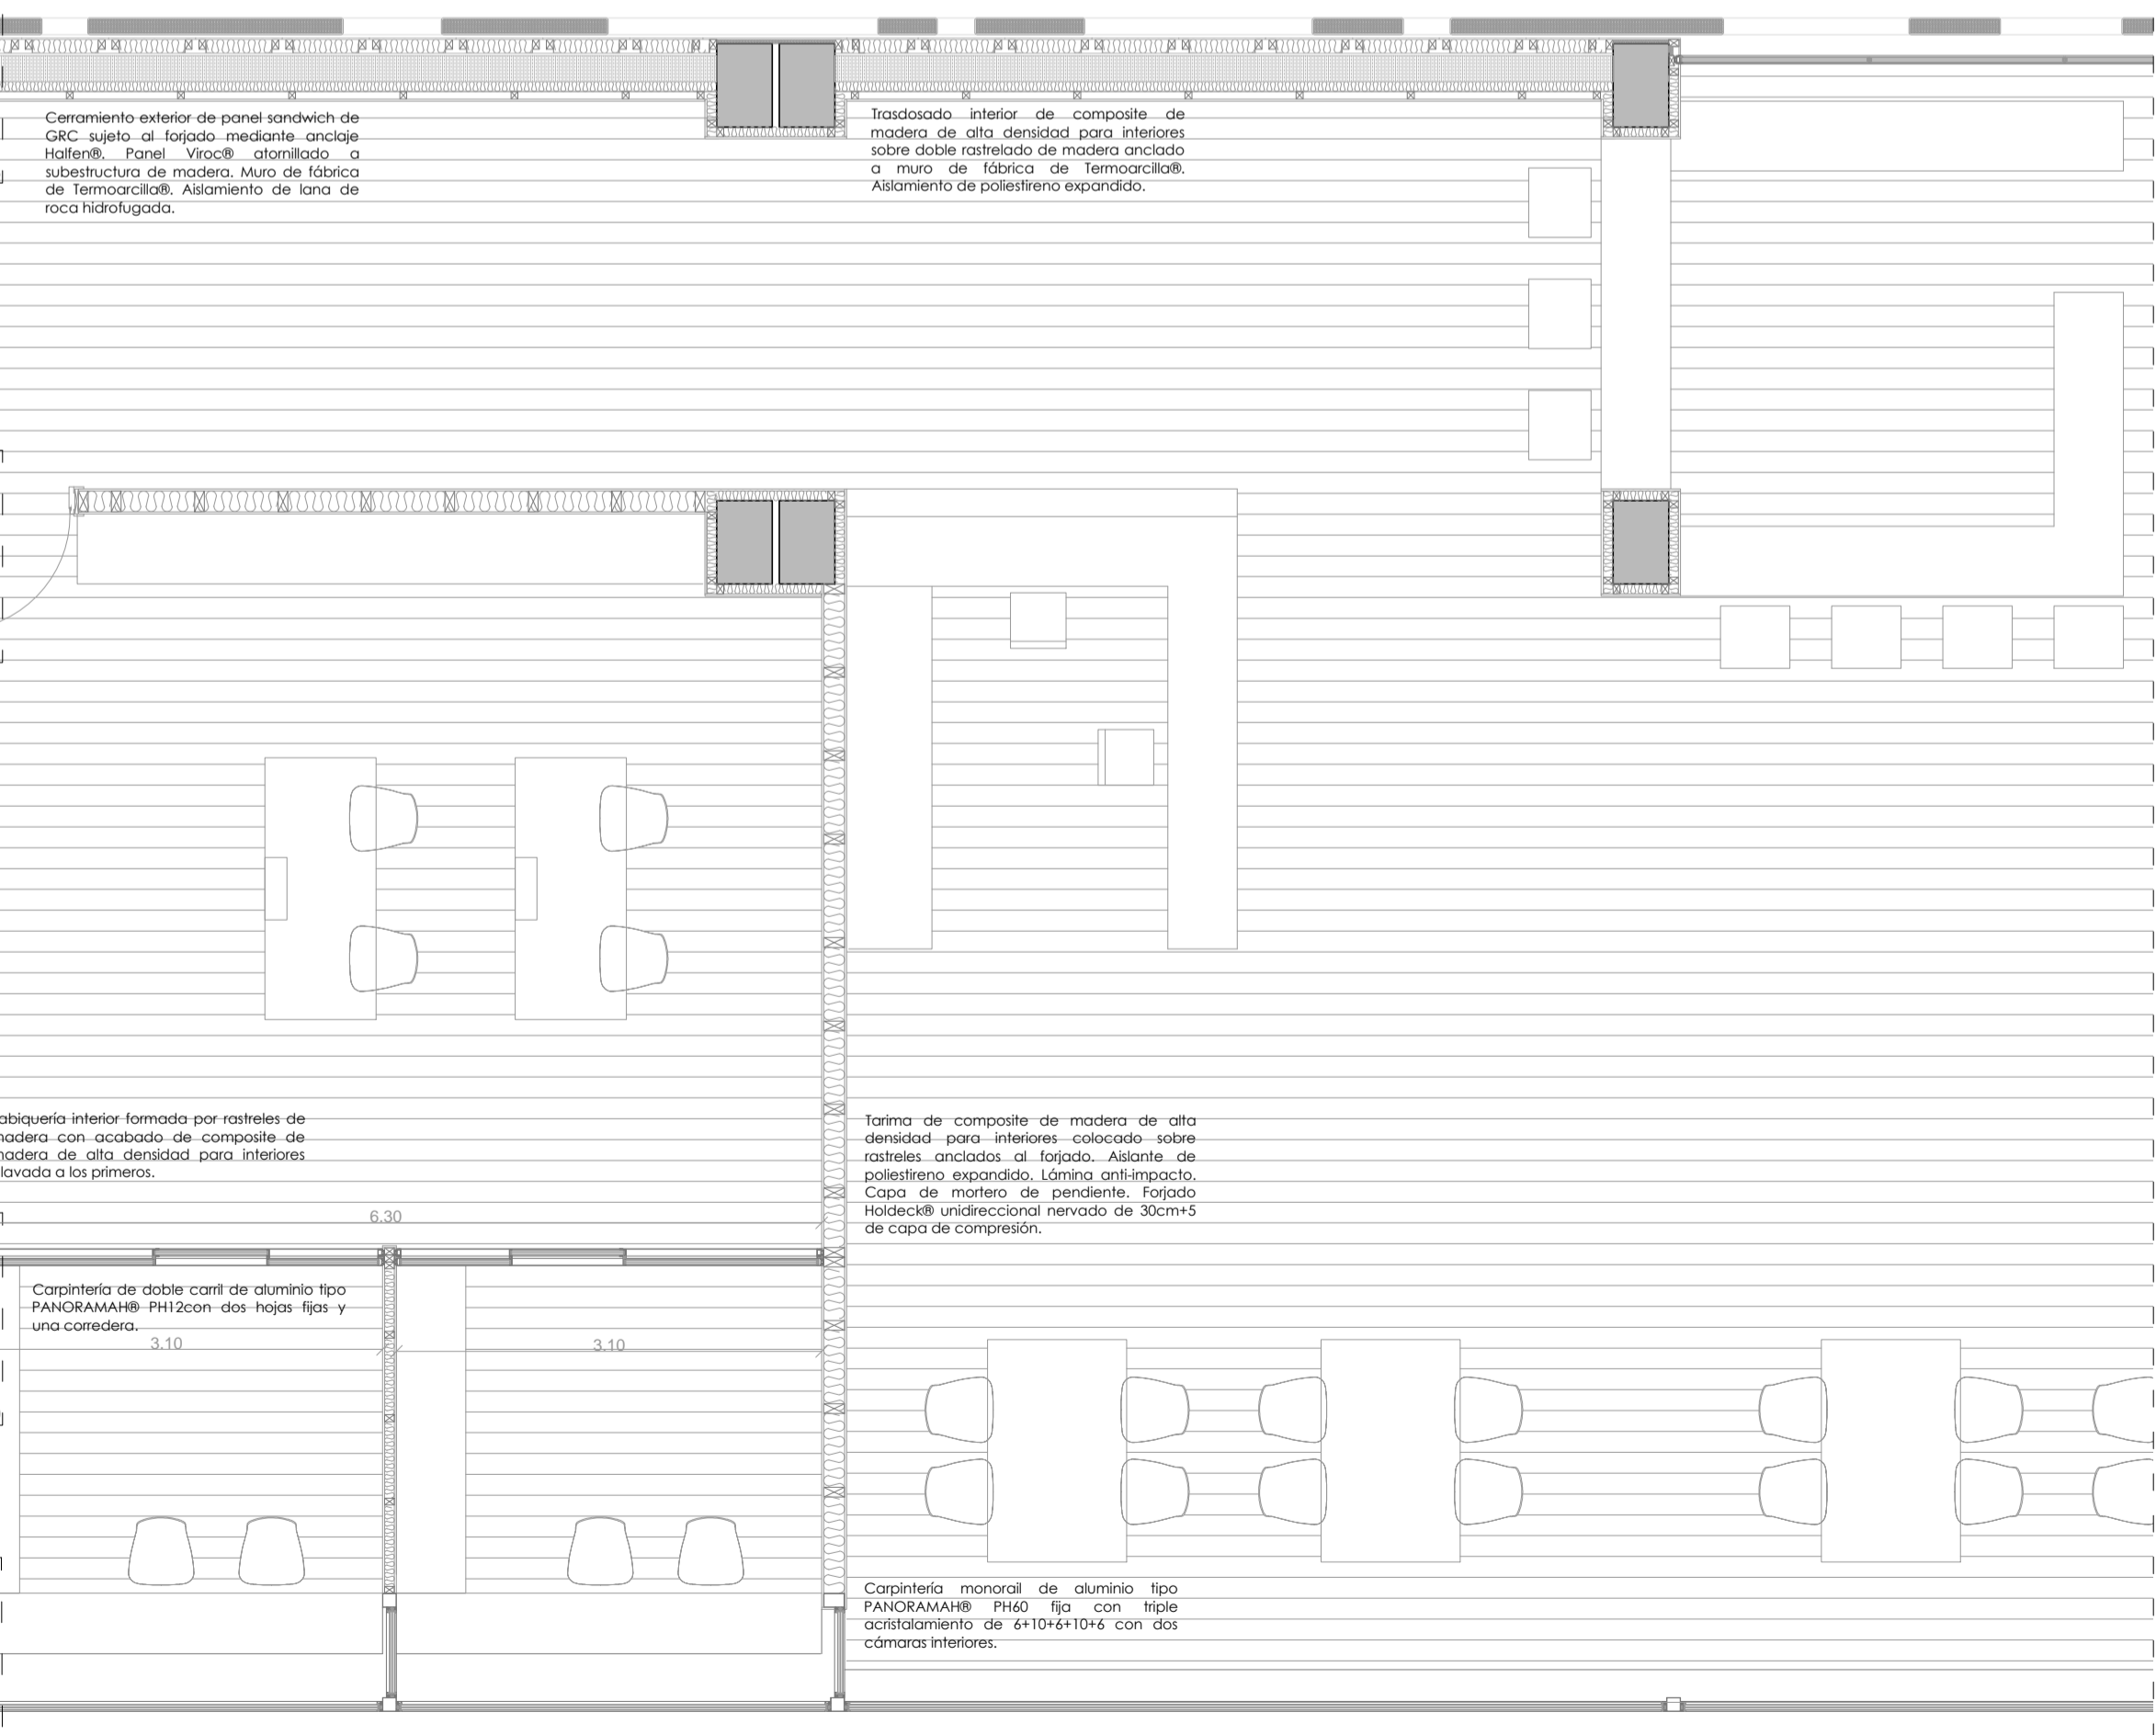 Cerramiento exterior de panel sandwich de
GRC sujeto al forjado mediante anclaje
Halfen®. Panel Viroc® atornillado a
subestructura de madera. Muro de fábrica
de Termoarcilla®. Aislamiento de lana de
roca hidrofugada.
Trasdosado interior de composite de
madera de alta densidad para interiores
sobre doble rastrelado de madera anclado
a muro de fábrica de Termoarcilla®.
Aislamiento de poliestireno expandido.
abiquería interior formada por rastreles de
nadera con acabado de composite de
nadera de alta densidad para interiores
lavada a los primeros.
Tarima de composite de madera de alta
densidad para interiores colocado sobre
rastreles anclados al forjado. Aislante de
poliestireno expandido. Lámina anti-impacto.
Capa de mortero de pendiente. Forjado
Holdeck® unidireccional nervado de 30cm+5
de capa de compresión.
6.30
Carpintería de doble carril de aluminio tipo
PANORAMAH® PH12con dos hojas fijas y
una corredera.
3.10
3.10
Carpintería monorail de aluminio tipo
PANORAMAH® PH60 fija con triple
acristalamiento de 6+10+6+10+6 con dos
cámaras interiores.